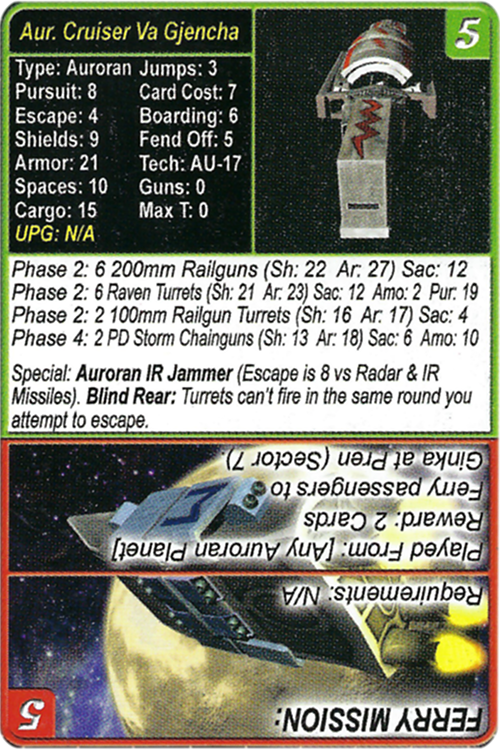 Aur. Cruiser Va Gjencha
5
Type: Auroran Jumps: 3
Pursuit: 8 Card Cost: 7
Escape: 4 Boarding: 6
Shields: 9 Fend Off: 5
Armor: 21 Tech: AU-17
Spaces: 10 Guns: 0
Cargo: 15 Max T: 0
UPG: N/A
Phase 2: 6 200mm Railguns (Sh: 22 Ar: 27) Sac: 12
Phase 2: 6 Raven Turrets (Sh: 21 Ar: 23) Sac: 12 Amo: 2 Pur: 19
Phase 2: 2 100mm Railgun Turrets (Sh: 16 Ar: 17) Sac: 4
Phase 4: 2 PD Storm Chainguns (Sh: 13 Ar: 18) Sac: 6 Amo: 10
Special: Auroran IR Jammer (Escape is 8 vs Radar & IR
Missiles). Blind Rear: Turrets can't fire in the same round you
attempt to escape.
FERRY MISSION:
5
Requirements: N/A
Played From: [Any Auroran Planet]
Reward: 2 Cards
Ferry passengers to
Ginka at Pren (Sector 7).